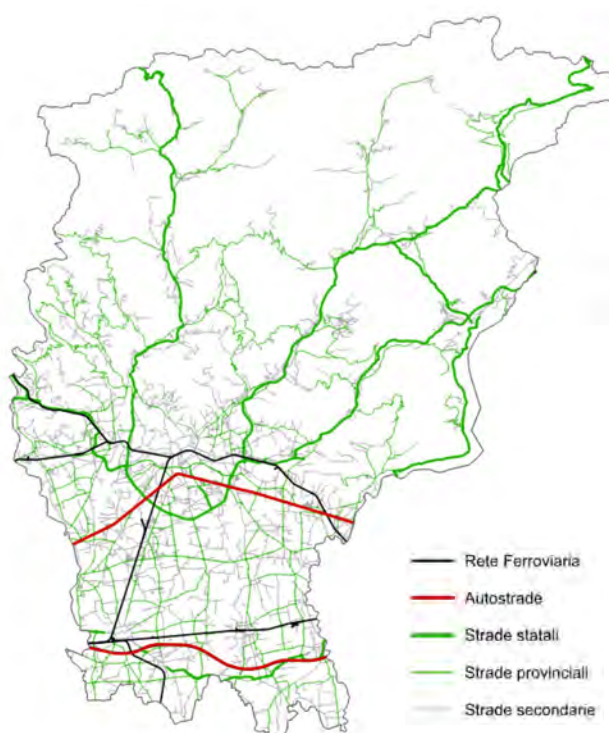 Rete Ferroviaria
Autostrade
Strade statali
Strade provinciali
Strade secondarie